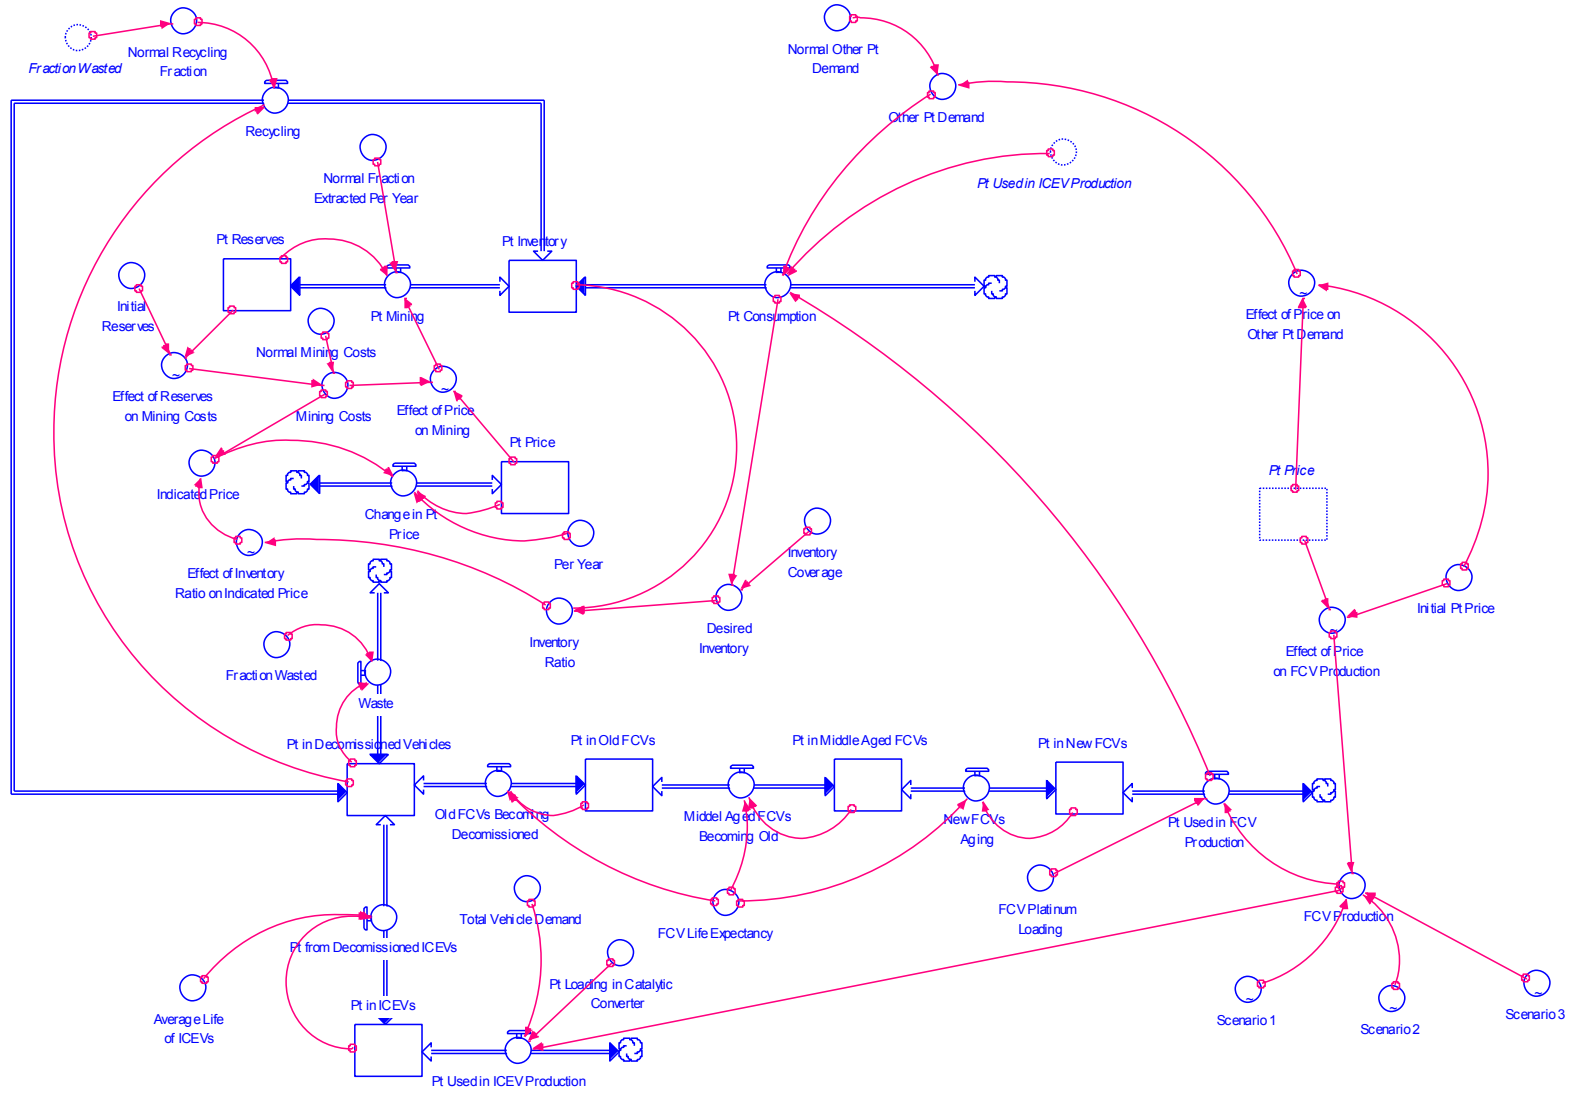 Fraction Wasted
Normal Recycling
Fraction
Recycling
Normal Other Pt
Demand
Other Pt Demand
Pt Used in ICEV Production
Normal Fraction
Extracted Per Year
Pt Reserves
Pt Inventory
Initial
Reserves
Pt Mining
Pt Consumption
Effect of Price on
Other Pt Demand
Normal Mining Costs
Effect of Reserves
on Mining Costs
Mining Costs
Effect of Price
on Mining
Pt Price
Indicated Price
Change in Pt
Price
Pt Price
Per Year
Inventory
Coverage
Effect of Inventory
Ratio on Indicated Price
Inventory
Ratio
Desired
Inventory
Initial Pt Price
Effect of Price
on FCV Production
Fraction Wasted
Waste
Pt in Decomissioned Vehicles
Pt in Old FCVs
Pt in Middle Aged FCVs
Pt in New FCVs
Old FCVs Becoming
Decomissioned
Middel Aged FCVs
Becoming Old
New FCVs
Aging
Pt Used in FCV
Production
Total Vehicle Demand
FCV Life Expectancy
FCV Platinum
Loading
FCV Production
Pt from Decomissioned ICEVs
Pt Loading in Catalytic
Converter
Average Life
of ICEVs
Pt in ICEVs
Pt Used in ICEV Production
Scenario 1
Scenario 2
Scenario 3